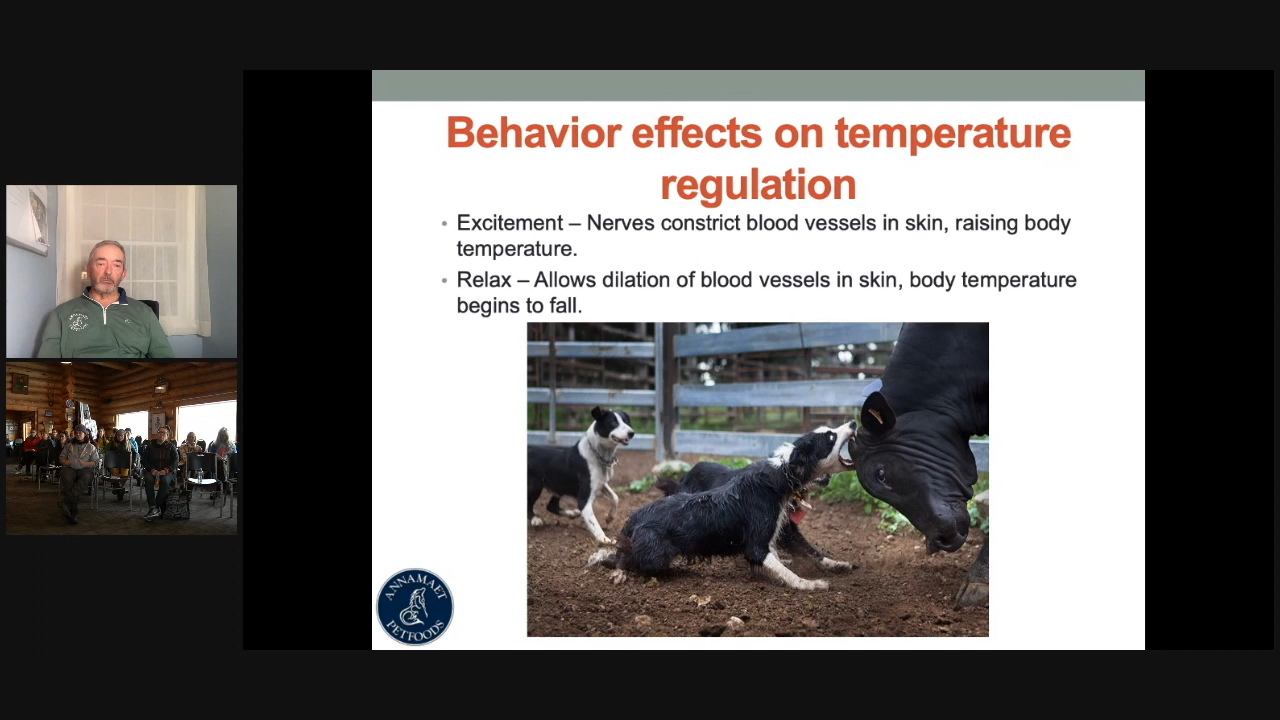 Behavior effects on temperature
regulation
• Excitement – Nerves constrict blood vessels in skin, raising body
temperature.
• Relax – Allows dilation of blood vessels in skin, body temperature
begins to fall.
ANNAMAET
PETFOODS